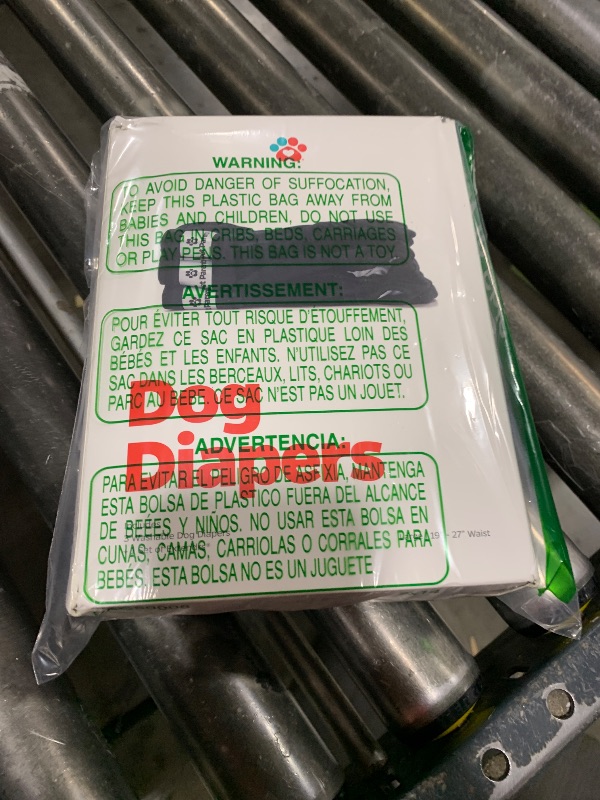 WARNING:
TO AVOID DANGER OF SUFFOCATION,
KEEP THIS PLASTIC BAG AWAY FROM
BABIES AND CHILDREN, DO NOT USE
THIS BAG IN CRIBS, BEDS, CARRIAGES
OR PLAY PENS. THIS BAG IS NOT A TOY.
AVERTISSEMENT:
POUR ÉVITER TOUT RISQUE D'ÉTOUFFEMENT,
GARDEZ CE SAC EN PLASTIQUE LOIN DES
BÉBÉS ET LES ENFANTS. N'UTILISEZ PAS CE
SAC DANS LES BERCEAUX, LITS, CHARIOTS OU
PARC AU BEBE. CE SAC N'EST PAS UN JOUET.
Dog
Diapers
ADVERTENCIA:
PARA EVITAR EL PELIGRO DE ASFIXIA, MANTENGA
ESTA BOLSA DE PLASTICO FUERA DEL ALCANCE
DE BEBES Y NIÑOS. NO USAR ESTA BOLSA EN
CUNAS, CAMAS, CARRIOLAS O CORRALES PARA
BEBES, ESTA BOLSA NO ES UN JUGUETE
Washable Dog Diapers
19" - 27" Waist